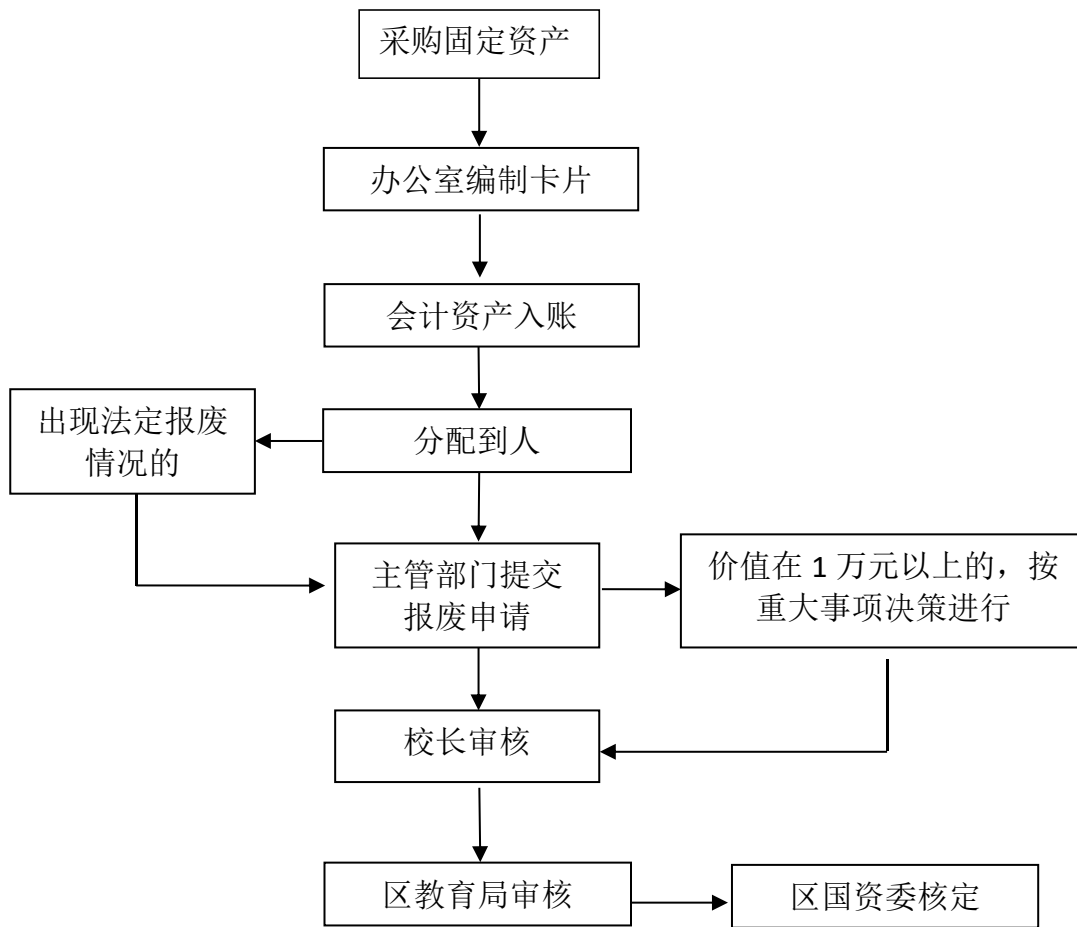 采购固定资产
办公室编制卡片
会计资产入账
出现法定报废
情况的
分配到人
主管部门提交
报废申请
价值在 1 万元以上的，按
重大事项决策进行
校长审核
区教育局审核
区国资委核定